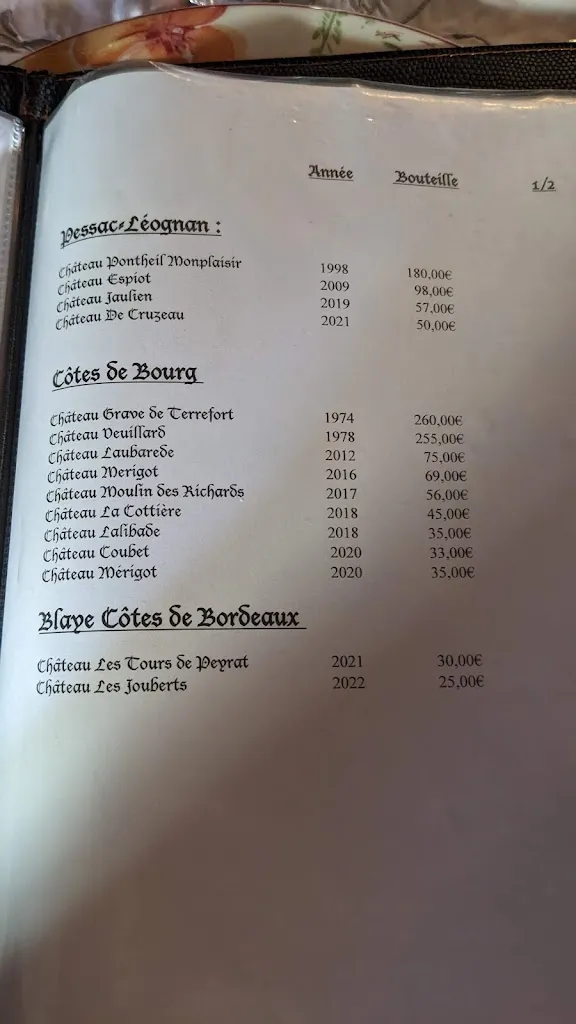 Année Bouteille 1/2
Pessac-Léognan :
Château Pontheil Monplaisir 1998 180,00€
Château Espiot 2009 98,00€
Château Jaulien 2019 57,00€
Château De Cruzeau 2021 50,00€
Côtes de Bourg
Château Grave de Terrefort 1974 260,00€
Château Veuillard 1978 255,00€
Château Laubarede 2012 75,00€
Château Merigot 2016 69,00€
Château Moulin des Richards 2017 56,00€
Château La Cottière 2018 45,00€
Château Lalibade 2018 35,00€
Château Coubet 2020 33,00€
Château Mérigot 2020 35,00€
Blaye Côtes de Bordeaux
Château Les Tours de Peyrat 2021 30,00€
Château Les Jouberts 2022 25,00€